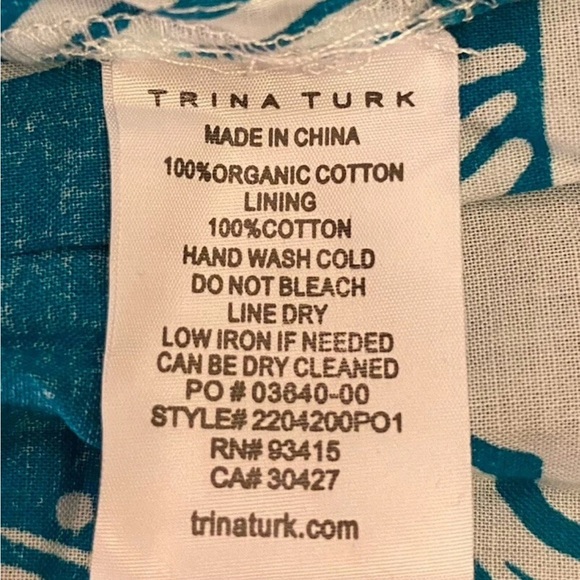 TRINA TURK
MADE IN CHINA
100%ORGANIC COTTON
LINING
100%COTTON
HAND WASH COLD
DO NOT BLEACH
LINE DRY
LOW IRON IF NEEDED
CAN BE DRY CLEANED
PO # 03640-00
STYLE# 2204200PO1
RN# 93415
CA# 30427
trinaturk.com